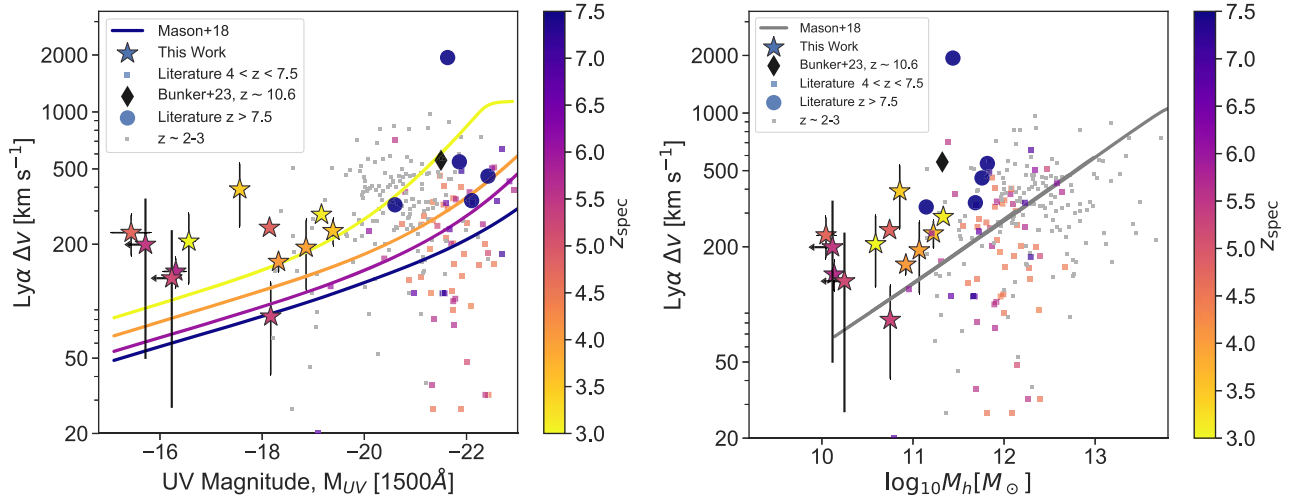 Mason+18
This Work
Literature 4 < z < 7.5
Bunker+23, z ~ 10.6
Literature z > 7.5
z ~ 2-3
2000
1000
500
200
100
50
20
Lyα Δv [km s⁻¹]
−16
−18
−20
−22
UV Magnitude, M_UV [1500Å]
7.5
7.0
6.5
6.0
5.5
5.0
4.5
4.0
3.5
3.0
z_spec
Mason+18
This Work
Literature 4 < z < 7.5
Bunker+23, z ~ 10.6
Literature z > 7.5
z ~ 2-3
2000
1000
500
200
100
50
20
Lyα Δv [km s⁻¹]
10
11
12
13
log₁₀M_h[M_⊙]
7.5
7.0
6.5
6.0
5.5
5.0
4.5
4.0
3.5
3.0
z_spec